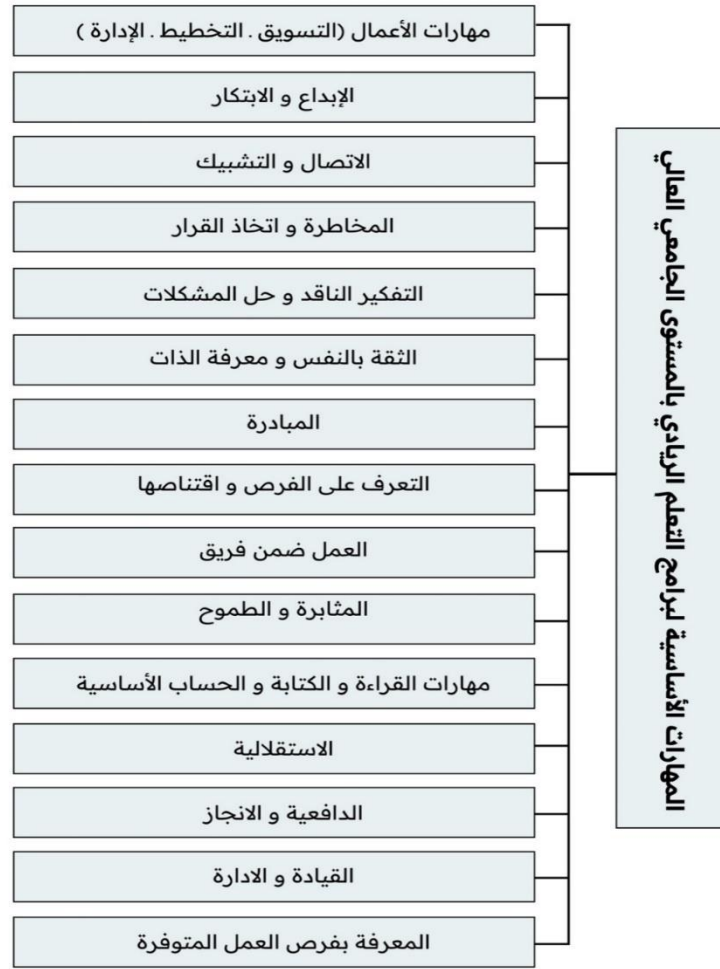 المهارات الأساسية لبرامج التعلم الريادي بالمستوى الجامعي العالي
مهارات الأعمال (التسويق . التخطيط . الإدارة )
الإبداع و الابتكار
الاتصال و التشبيك
المخاطرة و اتخاذ القرار
التفكير الناقد و حل المشكلات
الثقة بالنفس و معرفة الذات
المبادرة
التعرف على الفرص و اقتناصها
العمل ضمن فريق
المثابرة و الطموح
مهارات القراءة و الكتابة و الحساب الأساسية
الاستقلالية
الدافعية و الانجاز
القيادة و الادارة
المعرفة بفرص العمل المتوفرة